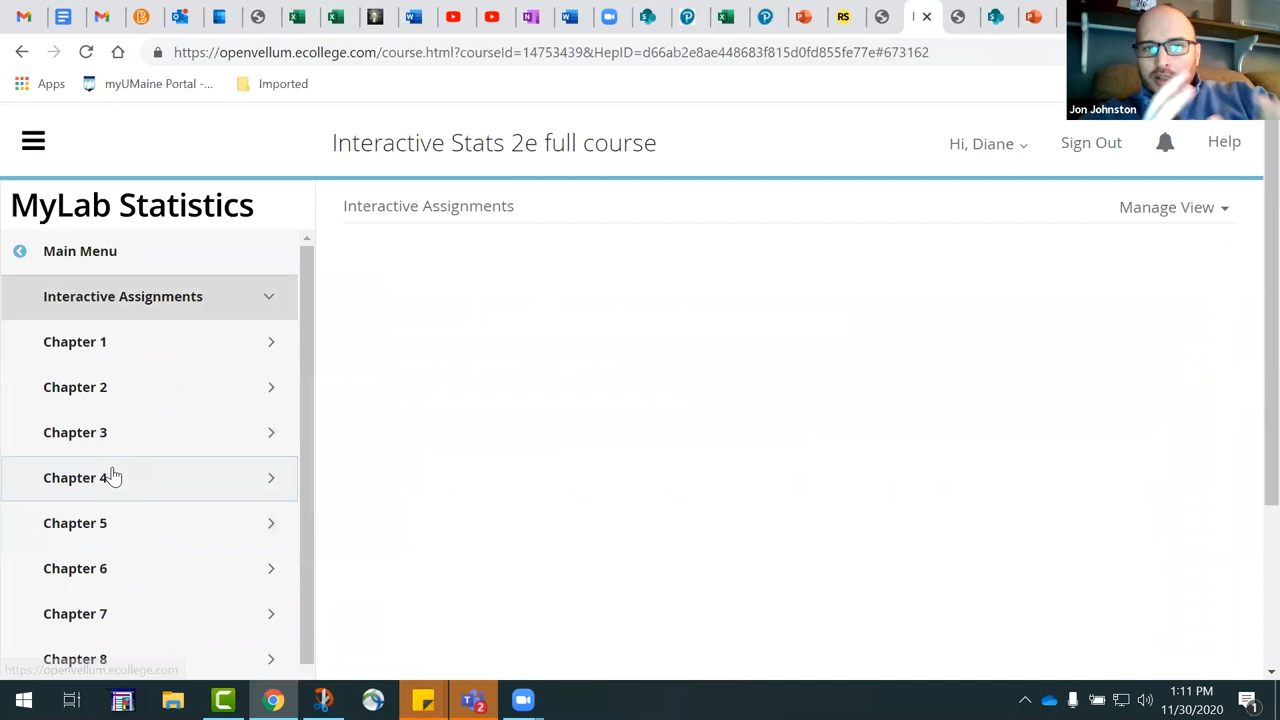 https://openvellum.ecollege.com/course.html?courseId=14753439&HepID=d66ab2e8ae448683f815d0fd855fe77e#673162
Apps
myUMaine Portal -...
Imported
Jon Johnston
Interactive Stats 2e full course
Hi, Diane
Sign Out
Help
MyLab Statistics
Interactive Assignments
Manage View
Main Menu
Interactive Assignments
Chapter 1
Chapter 2
Chapter 3
Chapter 4
Chapter 5
Chapter 6
Chapter 7
Chapter 8
https://openvellum.ecollege.com
1:11 PM
11/30/2020